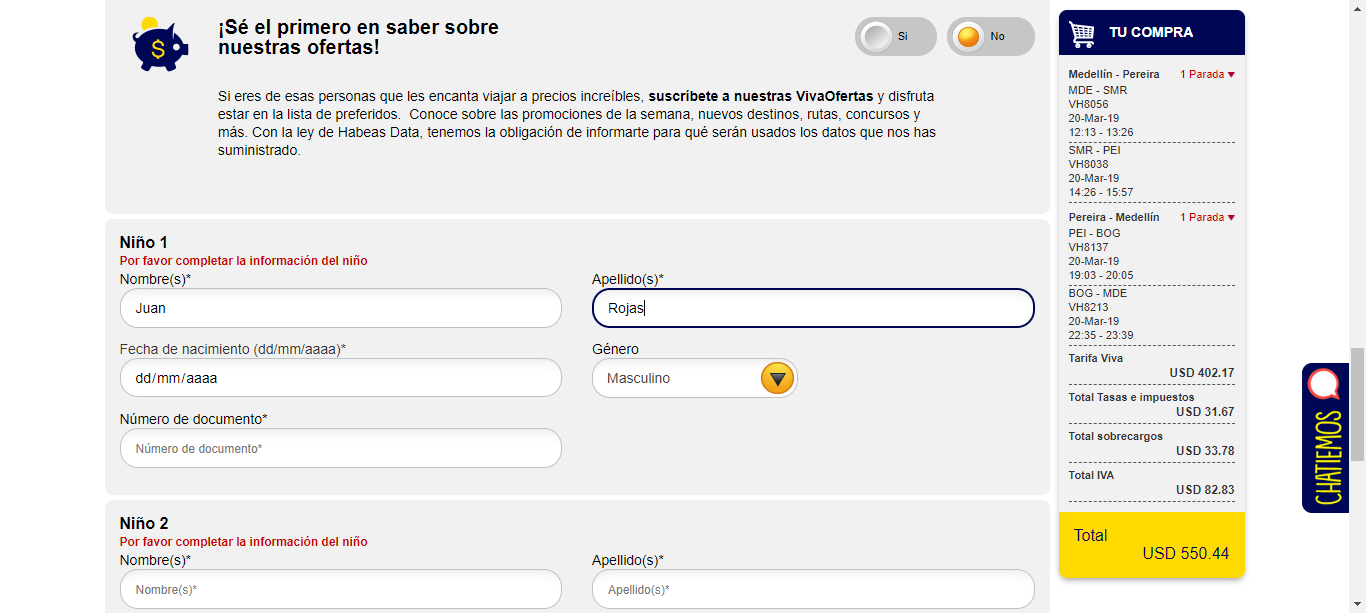 ¡Sé el primero en saber sobre
nuestras ofertas!
Si
No
Si eres de esas personas que les encanta viajar a precios increíbles, suscríbete a nuestras VivaOfertas y disfruta
estar en la lista de preferidos. Conoce sobre las promociones de la semana, nuevos destinos, rutas, concursos y
más. Con la ley de Habeas Data, tenemos la obligación de informarte para qué serán usados los datos que nos has
suministrado.
Niño 1
Por favor completar la información del niño
Nombre(s)*
Apellido(s)*
Juan
Rojas
Fecha de nacimiento (dd/mm/aaaa)*
Género
dd/mm/aaaa
Masculino
Número de documento*
Número de documento*
Niño 2
Por favor completar la información del niño
Nombre(s)*
Apellido(s)*
Nombre(s)*
Apellido(s)*
TU COMPRA
Medellín - Pereira 1 Parada
MDE - SMR
VH8056
20-Mar-19
12:13 - 13:26
SMR - PEI
VH8038
20-Mar-19
14:26 - 15:57
Pereira - Medellín 1 Parada
PEI - BOG
VH8137
20-Mar-19
19:03 - 20:05
BOG - MDE
VH8213
20-Mar-19
22:35 - 23:39
Tarifa Viva
USD 402.17
Total Tasas e impuestos
USD 31.67
Total sobrecargos
USD 33.78
Total IVA
USD 82.83
Total
USD 550.44
CHATIEMOS
$